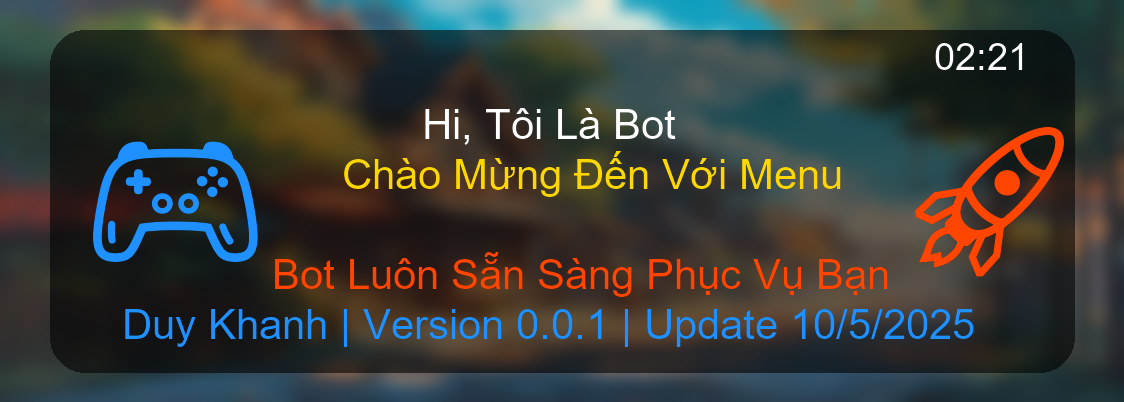 02:21
Hi, Tôi Là Bot
Chào Mừng Đến Với Menu
Bot Luôn Sẵn Sàng Phục Vụ Bạn
Duy Khanh | Version 0.0.1 | Update 10/5/2025